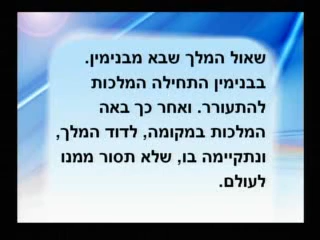 שאול המלך שבא מבנימין.
בבנימין התחילה המלכות
להתעורר. ואחר כך באה
המלכות במקומה, לדוד המלך,
ונתקיימה בו, שלא תסור ממנו
לעולם.